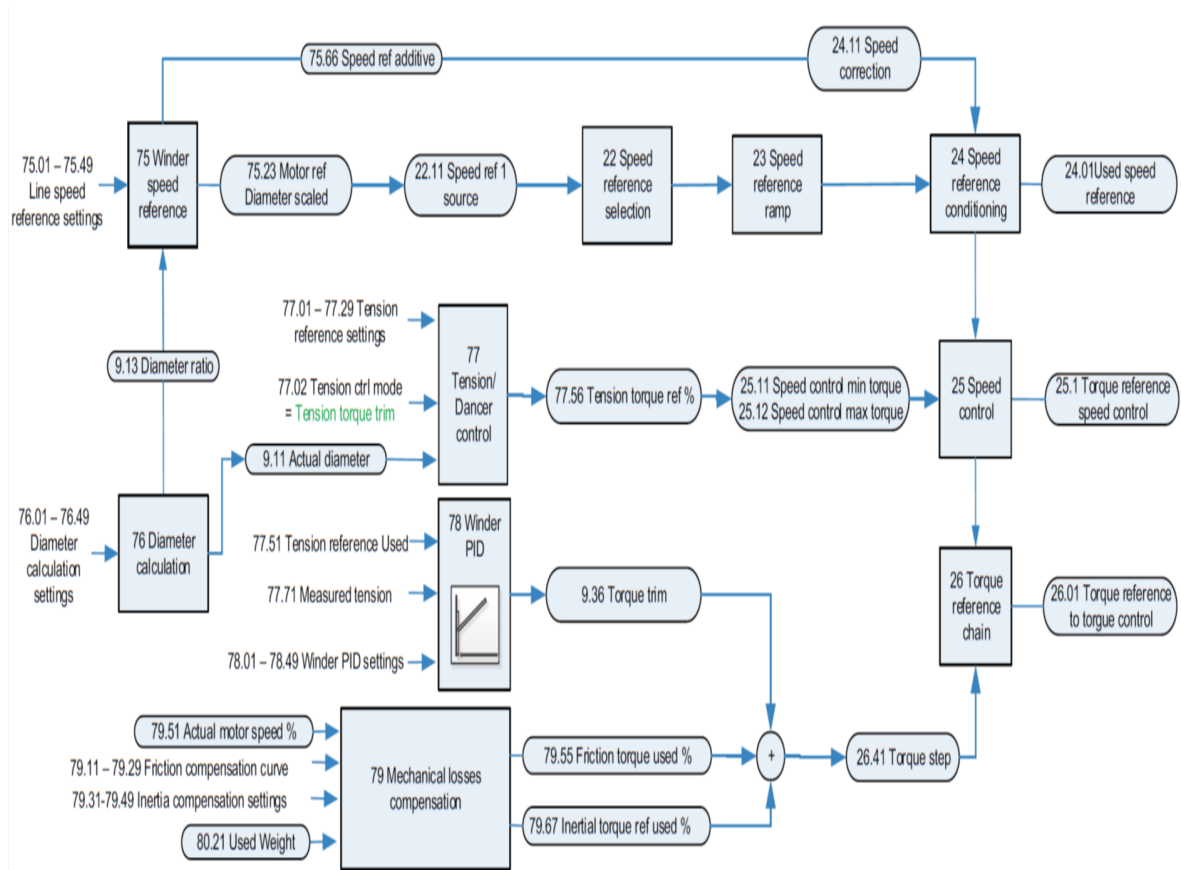 75.66 Speed ref additive
24.11 Speed
correction
75.01 – 75.49
Line speed
reference settings
75 Winder
speed
reference
75.23 Motor ref
Diameter scaled
22.11 Speed ref 1
source
22 Speed
reference
selection
23 Speed
reference
ramp
24 Speed
reference
conditioning
24.01Used speed
reference
9.13 Diameter ratio
77.01 – 77.29 Tension
reference settings
77.02 Tension ctrl mode
= Tension torque trim
9.11 Actual diameter
77
Tension/
Dancer
control
77.56 Tension torque ref %
25.11 Speed control min torque
25.12 Speed control max torque
25 Speed
control
25.1 Torque reference
speed control
76.01 – 76.49
Diameter
calculation
settings
76 Diameter
calculation
77.51 Tension reference Used
77.71 Measured tension
78.01 – 78.49 Winder PID settings
78 Winder
PID
9.36 Torque trim
26 Torque
reference
chain
26.01 Torque reference
to torgue control
79.51 Actual motor speed %
79.11 – 79.29 Friction compensation curve
79.31-79.49 Inertia compensation settings
80.21 Used Weight
79 Mechanical losses
compensation
79.55 Friction torque used %
79.67 Inertial torque ref used %
+
26.41 Torque step